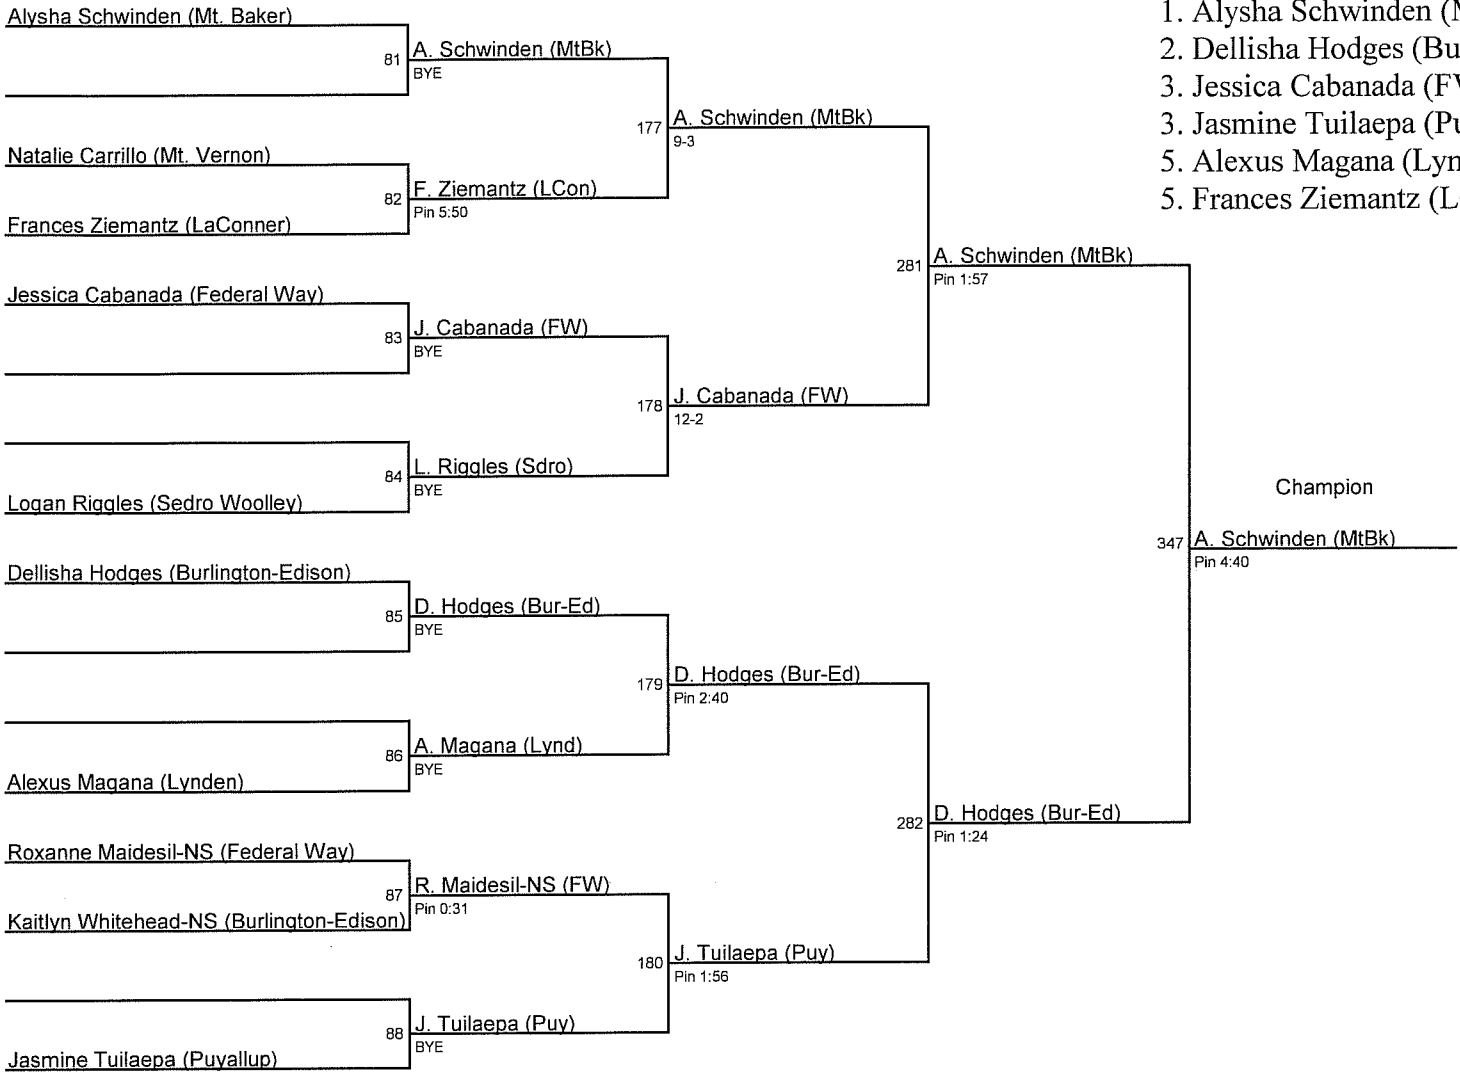 Alysha Schwinden (Mt. Baker)
81
A. Schwinden (MtBk)
BYE
177
A. Schwinden (MtBk)
9-3
Natalie Carrillo (Mt. Vernon)
82
F. Ziemantz (LCon)
Pin 5:50
Frances Ziemantz (LaConner)
281
A. Schwinden (MtBk)
Pin 1:57
Jessica Cabanada (Federal Way)
83
J. Cabanada (FW)
BYE
178
J. Cabanada (FW)
12-2
84
L. Riggles (Sdro)
BYE
Logan Riggles (Sedro Woolley)
Champion
347
A. Schwinden (MtBk)
Pin 4:40
Dellisha Hodges (Burlington-Edison)
85
D. Hodges (Bur-Ed)
BYE
179
D. Hodges (Bur-Ed)
Pin 2:40
86
A. Magana (Lynd)
BYE
Alexus Magana (Lynden)
282
D. Hodges (Bur-Ed)
Pin 1:24
Roxanne Maidesil-NS (Federal Way)
87
R. Maidesil-NS (FW)
Pin 0:31
Kaitlyn Whitehead-NS (Burlington-Edison)
180
J. Tuilaepa (Puy)
Pin 1:56
88
J. Tuilaepa (Puy)
BYE
Jasmine Tuilaepa (Puyallup)
1. Alysha Schwinden (
2. Dellisha Hodges (Bu
3. Jessica Cabanada (F
3. Jasmine Tuilaepa (Pu
5. Alexus Magana (Lyn
5. Frances Ziemantz (L